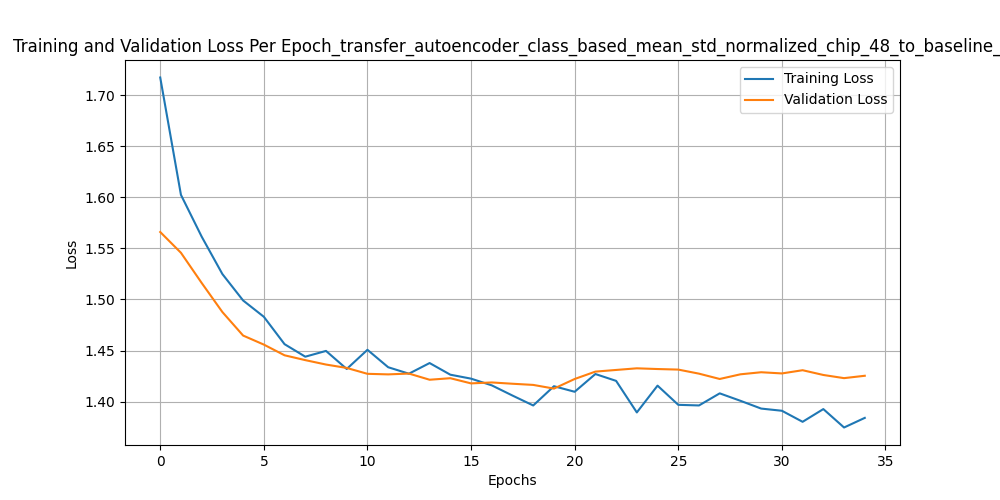 Training and Validation Loss Per Epoch_transfer_autoencoder_class_based_mean_std_normalized_chip_48_to_baseline_
Training Loss
Validation Loss
1.70
1.65
1.60
1.55
1.50
1.45
1.40
Loss
0 5 10 15 20 25 30 35
Epochs